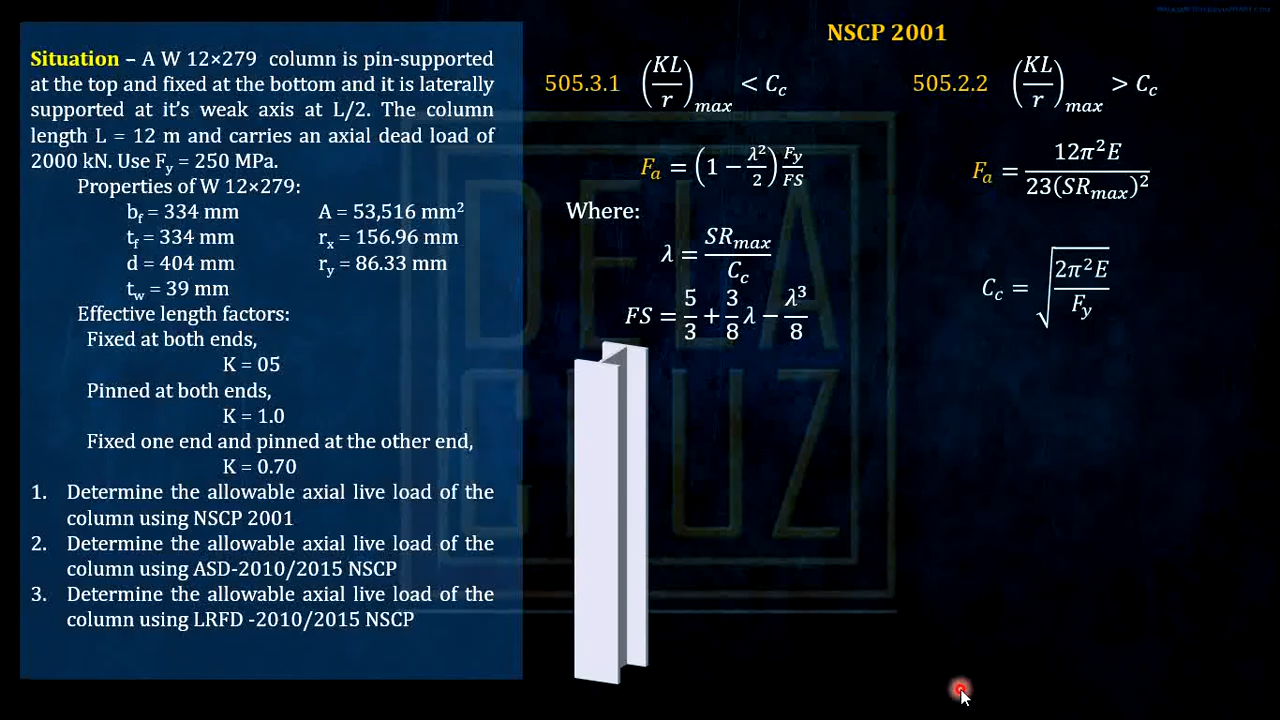 Situation – A W 12×279 column is pin-supported
at the top and fixed at the bottom and it is laterally
supported at it's weak axis at L/2. The column
length L = 12 m and carries an axial dead load of
2000 kN. Use Fy = 250 MPa.
Properties of W 12×279:
bf = 334 mm A = 53,516 mm²
tf = 334 mm rx = 156.96 mm
d = 404 mm ry = 86.33 mm
tw = 39 mm
Effective length factors:
Fixed at both ends,
K = 05
Pinned at both ends,
K = 1.0
Fixed one end and pinned at the other end,
K = 0.70
1. Determine the allowable axial live load of the
column using NSCP 2001
2. Determine the allowable axial live load of the
column using ASD-2010/2015 NSCP
3. Determine the allowable axial live load of the
column using LRFD -2010/2015 NSCP
NSCP 2001
505.3.1 (KL/r)max < Cc
Fa = (1 − λ²/2) Fy/FS
Where:
λ = SRmax/Cc
FS = 5/3 + 3/8 λ − λ³/8
505.2.2 (KL/r)max > Cc
Fa = 12π²E/23(SRmax)²
Cc = √(2π²E/Fy)
DELA
CRUZ